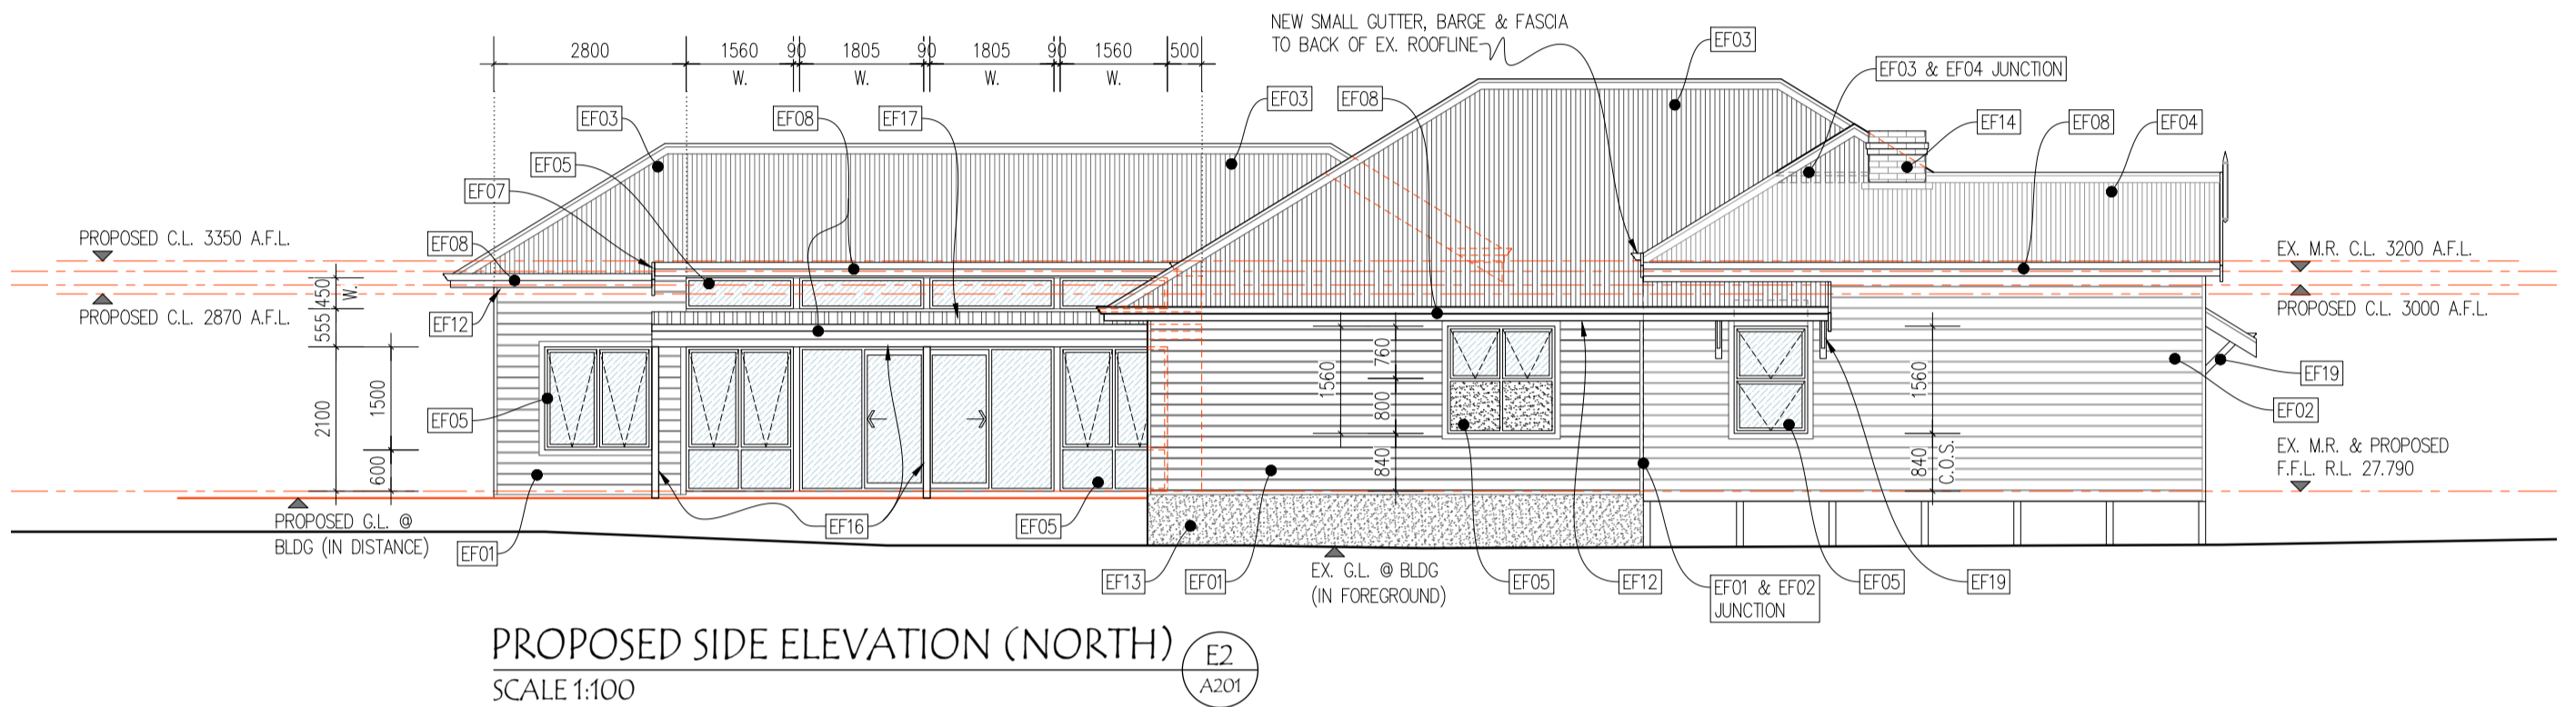 NEW SMALL GUTTER, BARGE & FASCIA
TO BACK OF EX. ROOFLINE
2800
1560
90
1805
90
1805
90
1560
500
W.
W.
W.
W.
EF03
EF03 & EF04 JUNCTION
EF03
EF08
EF17
EF03
EF08
EF14
EF08
EF04
EF05
EF07
EF08
PROPOSED C.L. 3350 A.F.L.
PROPOSED C.L. 2870 A.F.L.
EX. M.R. C.L. 3200 A.F.L.
PROPOSED C.L. 3000 A.F.L.
450
W.
555
EF12
2100
1500
600
EF05
1560
760
800
840
1560
840
C.O.S.
EF19
EF02
EX. M.R. & PROPOSED
F.F.L. R.L. 27.790
PROPOSED G.L. @
BLDG (IN DISTANCE)
EF01
EF16
EF05
EF13
EF01
EX. G.L. @ BLDG
(IN FOREGROUND)
EF05
EF12
EF01 & EF02
JUNCTION
EF05
EF19
PROPOSED SIDE ELEVATION (NORTH)
E2
A201
SCALE 1:100